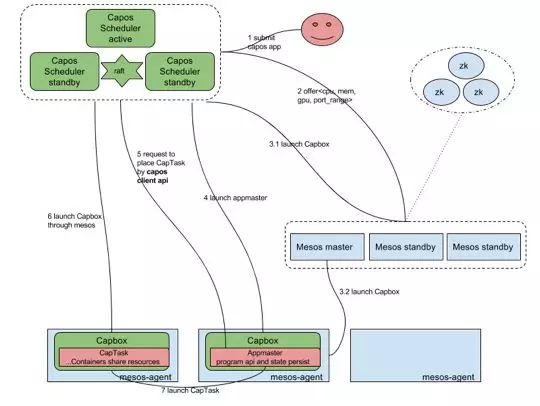 Capos
Scheduler
active
Capos
Scheduler
standby
raft
Capos
Scheduler
standby
1 submit
capos app
zk
zk
zk
2 offer<cpu, mem,
gpu, port_range>
3.1 launch Capbox
5 request to
place CapTask
by capos
client api
4 launch appmaster
6 launch Capbox
through mesos
Mesos master
Mesos standby
Mesos standby
3.2 launch Capbox
Capbox
CapTask
...Containers share resources
mesos-agent
Capbox
Appmaster
program api and state persist
mesos-agent
mesos-agent
7 launch CapTask